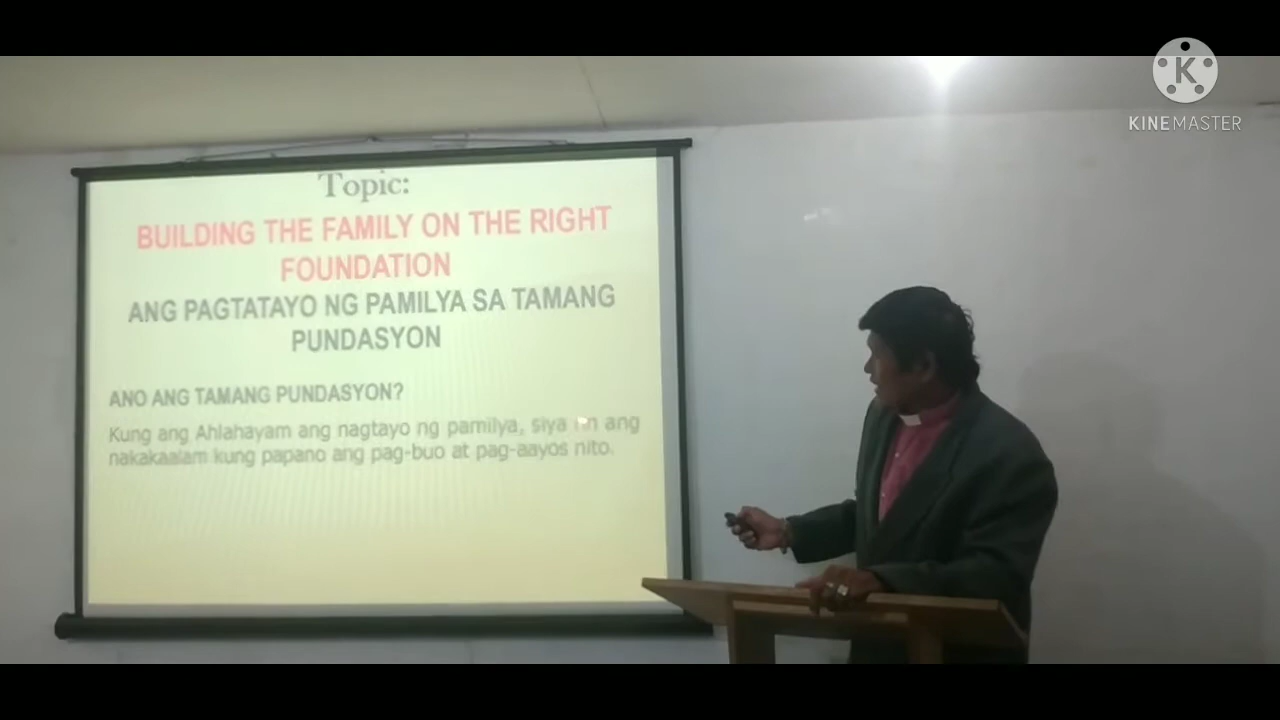 Topic:
BUILDING THE FAMILY ON THE RIGHT
FOUNDATION
ANG PAGTATAYO NG PAMILYA SA TAMANG
PUNDASYON
ANO ANG TAMANG PUNDASYON?
Kung ang Ahlahayam ang nagtayo ng pamilya, siya ang
nakakaalam kung papano ang pag-buo at pag-aayos nito.
K
KINEMASTER